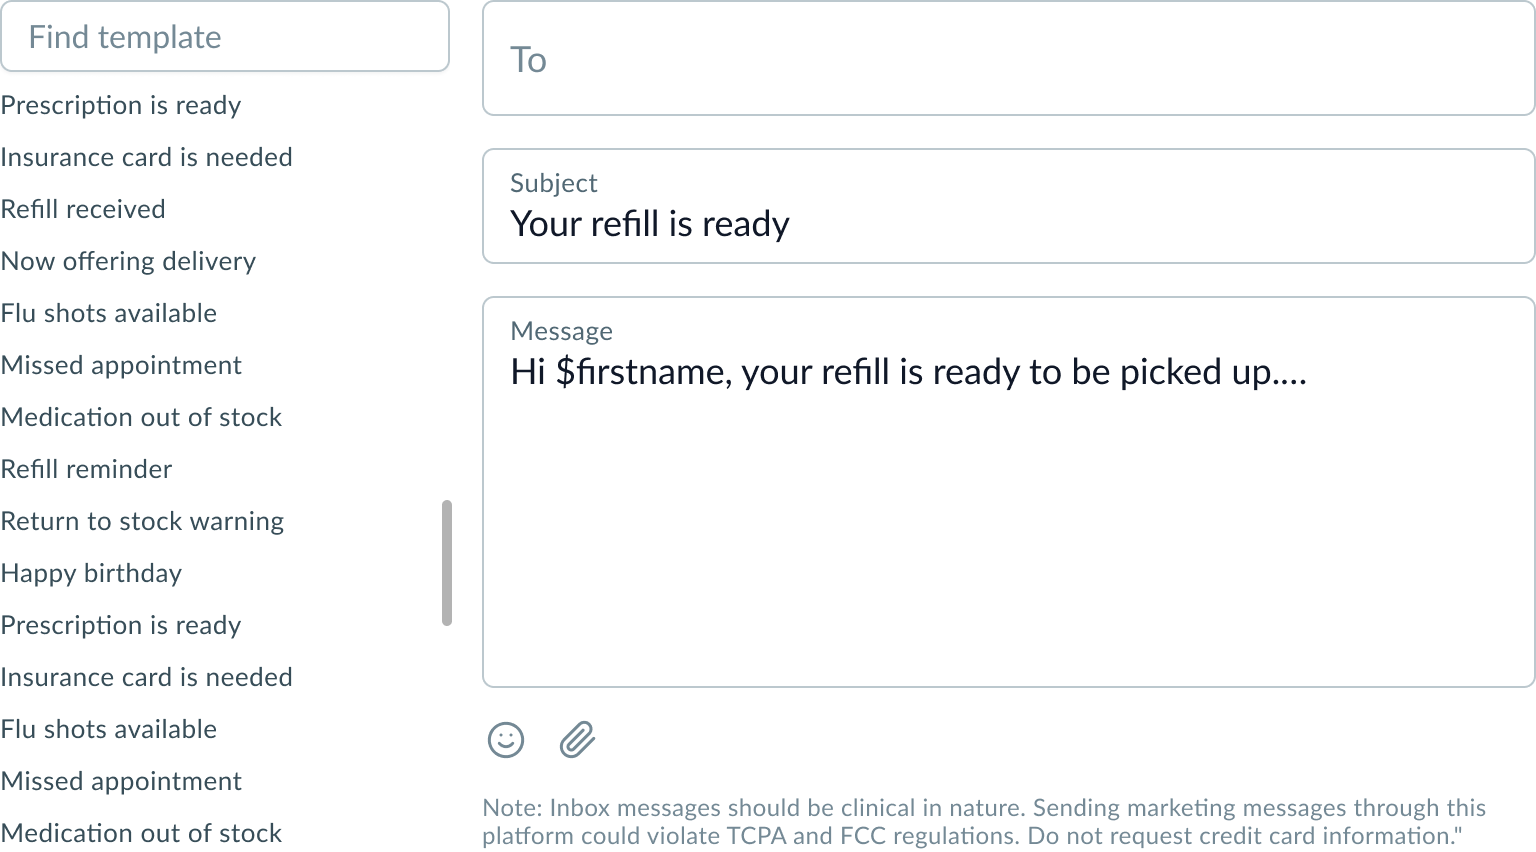 Find template
Prescription is ready
Insurance card is needed
Refill received
Now offering delivery
Flu shots available
Missed appointment
Medication out of stock
Refill reminder
Return to stock warning
Happy birthday
Prescription is ready
Insurance card is needed
Flu shots available
Missed appointment
Medication out of stock
To
Subject
Your refill is ready
Message
Hi $firstname, your refill is ready to be picked up....
Note: Inbox messages should be clinical in nature. Sending marketing messages through this
platform could violate TCPA and FCC regulations. Do not request credit card information."